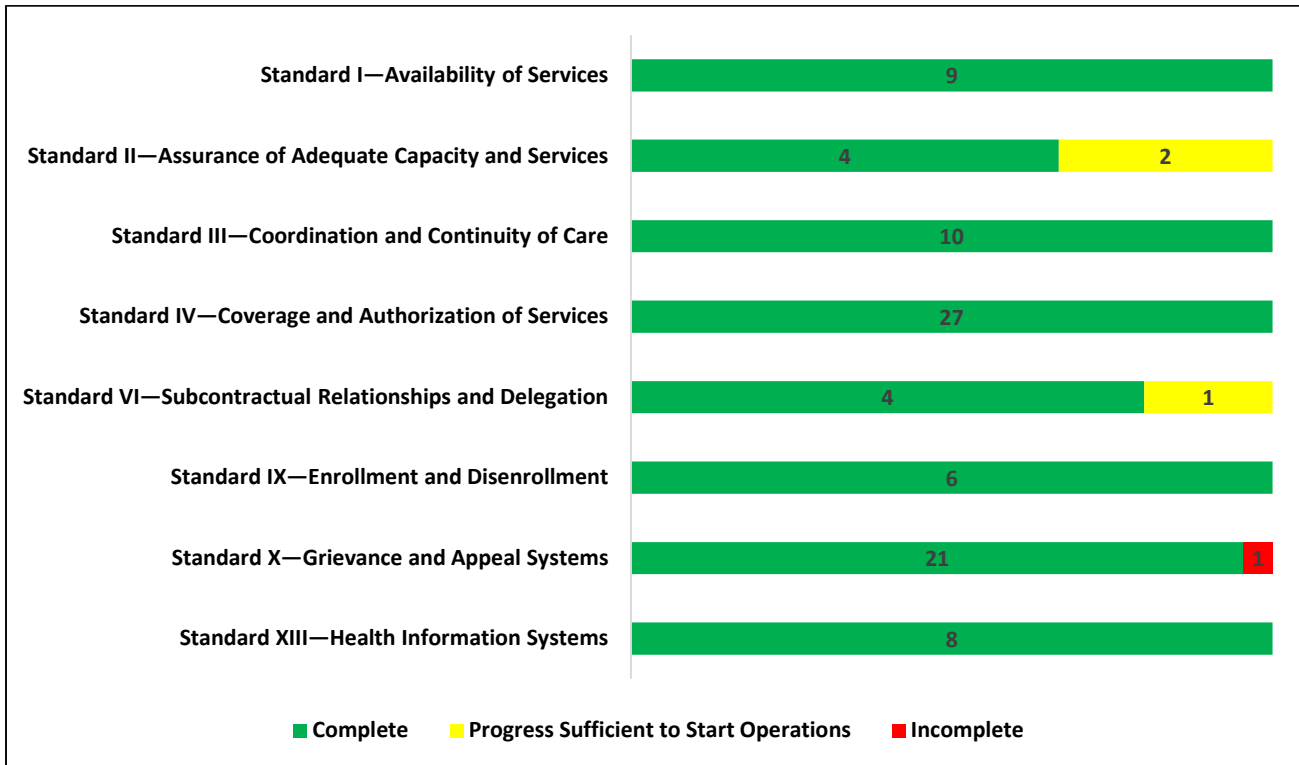 Standard I—Availability of Services
9
Standard II—Assurance of Adequate Capacity and Services
4
2
Standard III—Coordination and Continuity of Care
10
Standard IV—Coverage and Authorization of Services
27
Standard VI—Subcontractual Relationships and Delegation
4
1
Standard IX—Enrollment and Disenrollment
6
Standard X—Grievance and Appeal Systems
21
1
Standard XIII—Health Information Systems
8
Complete
Progress Sufficient to Start Operations
Incomplete